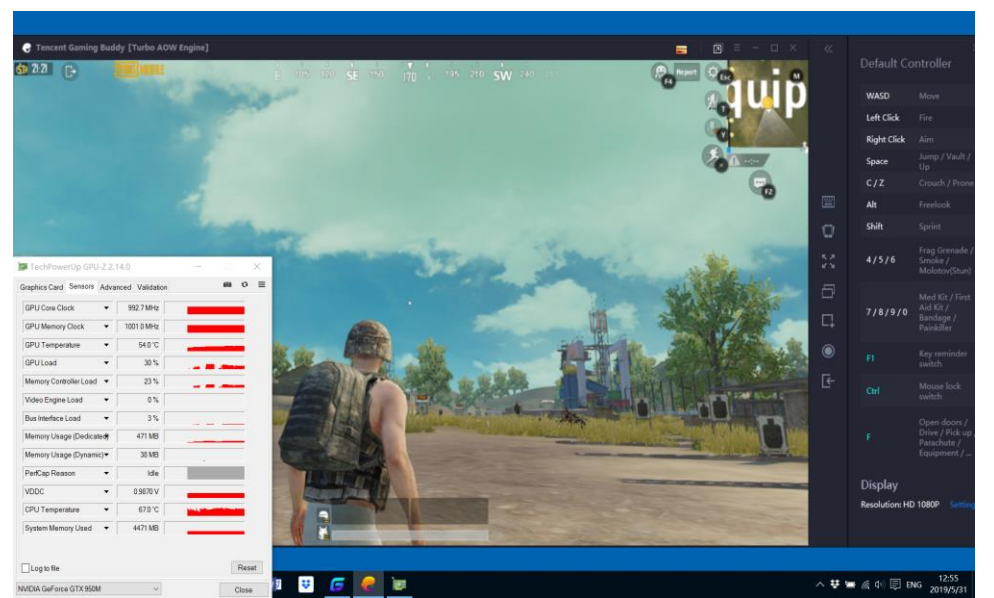 Tencent Gaming Buddy [Turbo AOW Engine]
21:21
E 105 120 SE 150 170 195 210 SW 240
Report
F4
Esc
M
quip
T
Y
F2
Default Controller
WASD Move
Left Click Fire
Right Click Aim
Space Jump / Vault /
Up
C / Z Crouch / Prone
Alt Freelook
Shift Sprint
4 / 5 / 6 Frag Grenade /
Smoke /
Molotov(Stun)
7 / 8 / 9 / 0 Med Kit / First
Aid Kit /
Bandage /
Painkiller
F1 Key reminder
switch
Ctrl Mouse lock
switch
F Open doors /
Drive / Pick up /
Parachute /
Equipment / ...
Display
Resolution: HD 1080P Setting
TechPowerUp GPU-Z 2.14.0
Graphics Card Sensors Advanced Validation
GPU Core Clock 992.7 MHz
GPU Memory Clock 1001.0 MHz
GPU Temperature 54.0 °C
GPU Load 30 %
Memory Controller Load 23 %
Video Engine Load 0 %
Bus Interface Load 3 %
Memory Usage (Dedicated) 471 MB
Memory Usage (Dynamic) 38 MB
PerfCap Reason Idle
VDDC 0.9870 V
CPU Temperature 67.0 °C
System Memory Used 4471 MB
Log to file
Reset
NVIDIA GeForce GTX 950M
Close
ENG
12:55
2019/5/31